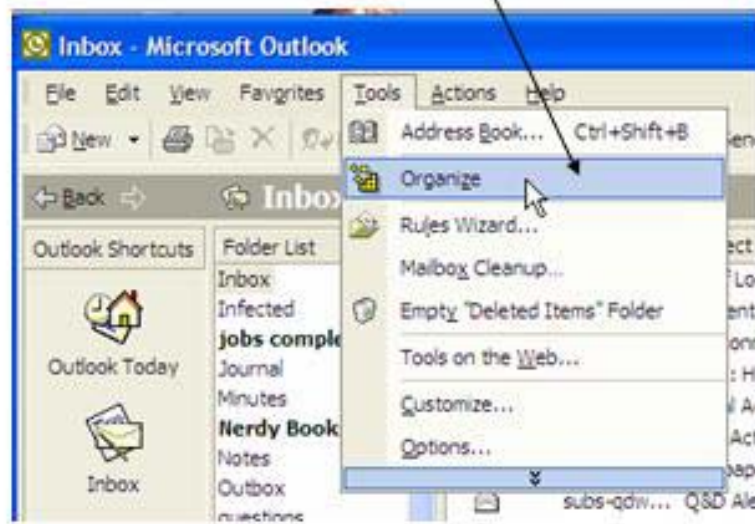 Inbox - Microsoft Outlook
File Edit View Favorites Tools Actions Help
New
Address Book... Ctrl+Shift+B
Organize
Back
Inbox
Rules Wizard...
Outlook Shortcuts
Folder List
Mailbox Cleanup...
Inbox
Infected
Empty "Deleted Items" Folder
jobs comple
Outlook Today
Journal
Tools on the Web...
Minutes
Customize...
Nerdy Book
Notes
Options...
Inbox
Outbox
questions
subs-qdw... Q&D Ale